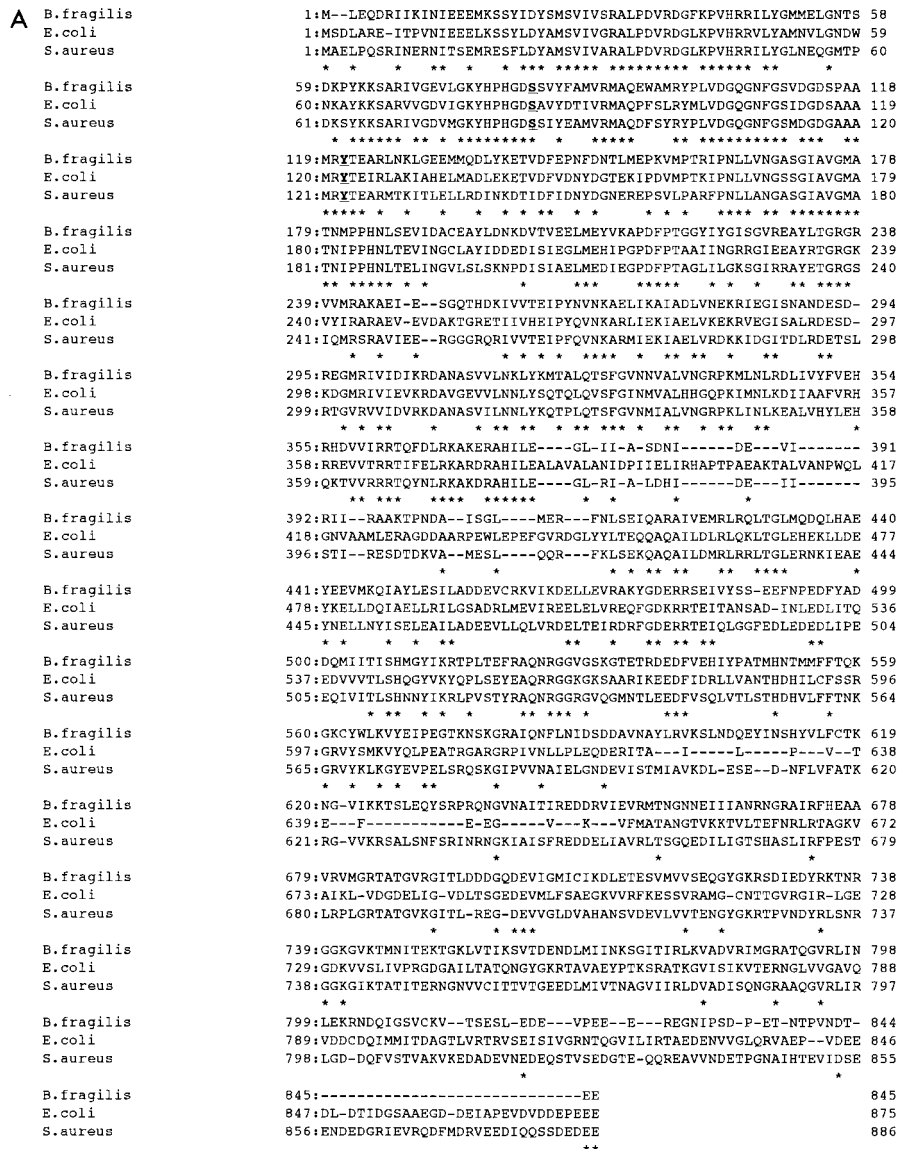 A
B.fragilis 1:M--LEQDRIIKINIEEEMKSSYIDYSMSVIVSRALPDVRDGFKPVHRRILYGMMELGNTS 58
E.coli 1:MSDLARE-ITPVNIEEELKSSYLDYAMSVIVGRALPDVRDGLKPVHRRVLYAMNVLGNDW 59
S.aureus 1:MAELPQSRINERNITSEMRESFLDYAMSVIVARALPDVRDGLKPVHRRILYGLNEQGMTP 60
* * * ** * * ** ***** ********* ****** ** *
B.fragilis 59:DKPYKKSARIVGEVLGKYHPHGDSSVYFAMVRMAQEWAMRYPLVDGQGNFGSVDGDSPAA 118
E.coli 60:NKAYKKSARVVGDVIGKYHPHGDSAVYDTIVRMAQPFSLRYMLVDGQGNFGSIDGDSAAA 119
S.aureus 61:DKSYKKSARIVGDVMGKYHPHGDSSIYEAMVRMAQDFSYRYPLVDGQGNFGSMDGDGAAA 120
* ****** ** * ********* * ***** ** ********** *** **
B.fragilis 119:MRYTEARLNKLGEEMMQDLYKETVDFEPNFDNTLMEPKVMPTRIPNLLVNGASGIAVGMA 178
E.coli 120:MRYTEIRLAKIAHELMADLEKETVDFVDNYDGTEKIPDVMPTKIPNLLVNGSSGIAVGMA 179
S.aureus 121:MRYTEARMTKITLELLRDINKDTIDFIDNYDGNEREPSVLPARFPNLLANGASGIAVGMA 180
***** * * * * * * ** * * * * * **** ** ********
B.fragilis 179:TNMPPHNLSEVIDACEAYLDNKDVTVEELMEYVKAPDFPTGGYIYGISGVREAYLTGRGR 238
E.coli 180:TNIPPHNLTEVINGCLAYIDDEDISIEGLMEHIPGPDFPTAAIINGRRGIEEAYRTGRGK 239
S.aureus 181:TNIPPHNLTELINGVLSLSKNPDISIAELMEDIEGPDFPTAGLILGKSGIRRAYETGRGS 240
** ***** * * * *** ***** * * * ** ****
B.fragilis 239:VVMRAKAEI-E--SGQTHDKIVVTEIPYNVNKAELIKAIADLVNEKRIEGISNANDESD- 294
E.coli 240:VYIRARAEV-EVDAKTGRETIIVHEIPYQVNKARLIEKIAELVKEKRVEGISALRDESD- 297
S.aureus 241:IQMRSRAVIEE--RGGGRQRIVVTEIPFQVNKARMIEKIAELVRDKKIDGITDLRDETSL 298
* * * * * *** **** * ** ** * ** **
B.fragilis 295:REGMRIVIDIKRDANASVVLNKLYKMTALQTSFGVNNVALVNGRPKMLNLRDLIVYFVEH 354
E.coli 298:KDGMRIVIEVKRDAVGEVVLNNLYSQTQLQVSFGINMVALHHGQPKIMNLKDIIAAFVRH 357
S.aureus 299:RTGVRVVIDVRKDANASVILNNLYKQTPLQTSFGVNMIALVNGRPKLINLKEALVHYLEH 358
* * ** ** * ** ** * ** *** * ** * ** ** *
B.fragilis 355:RHDVVIRRTQFDLRKAKERAHILE----GL-II-A-SDNI------DE--VI------- 391
E.coli 358:RREVVTRRTIFELRKARDRAHILEALAVALANIDPIIELIRHAPTPAEAKTALVANPWQL 417
S.aureus 359:QKTVVRRRTQYNLRKAKDRAHILE----GL-RI-A-LDHI------DE--II------- 395
** *** **** ****** * * * *
B.fragilis 392:RII--RAAKTPNDA--ISGL----MER---FNLSEIQARAIVEMRLRQLTGLMQDQLHAE 440
E.coli 418:GNVAAMLERAGDDAARPEWLEPEFGVRDGLYYLTEQQAQAILDLRLQKLTGLEHEKLLDE 477
S.aureus 396:STI--RESDTDKVA--MESL----QQR---FKLSEKQAQAILDMRLRRLTGLERNKIEAE 444
* * * * * ** ** ** **** *
B.fragilis 441:YEEVMKQIAYLESILADDEVCRKVIKDELLEVRAKYGDERRSEIVYSS-EEFNPEDFYAD 499
E.coli 478:YKELLDQIAELLRILGSADRLMEVIREELELVREQFGDKRRTEITANSAD-INLEDLITQ 536
S.aureus 445:YNELLNYISELEAILADEEVLLQLVRDELTEIRDRFGDERRTEIQLGGFEDLEDEDLIPE 504
* * * * ** ** * ** ** ** **
B.fragilis 500:DQMIITISHMGYIKRTPLTEFRAQNRGGVGSKGTETRDEDFVEHIYPATMHNTMMFFTQK 559
E.coli 537:EDVVVTLSHQGYVKYQPLSEYEAQRRGGKGKSAARIKEEDFIDRLLVANTHDHILCFSSR 596
S.aureus 505:EQIVITLSHNNYIKRLPVSTYRAQNRGGRGVQGMNTLEEDFVSQLVTLSTHDHVLFFTNK 564
* ** * * * ** *** * *** * *
B.fragilis 560:GKCYWLKVYEIPEGTKNSKGRAIQNFLNIDSDDAVNAYLRVKSLNDQEYINSHYVLFCTK 619
E.coli 597:GRVYSMKVYQLPEATRGARGRPIVNLLPLEQDERITA---I-----L-----P---V--T 638
S.aureus 565:GRVYKLKGYEVPELSRQSKGIPVVNAIELGNDEVISTMIAVKDL-ESE--D-NFLVFATK 620
* * * * ** * * *
B.fragilis 620:NG-VIKKTSLEQYSRPRQNGVNAITIREDDRVIEVRMTNGNNEIIIANRNGRAIRFHEAA 678
E.coli 639:E---F-----------E-EG-----V---K---VFMATANGTVKKTVLTEFNRLRTAGKV 672
S.aureus 621:RG-VVKRSALSNFSRINRNGKIAISFREDDELIAVRLTSGQEDILIGTSHASLIRFPEST 679
* * *
B.fragilis 679:VRVMGRTATGVRGITLDDDGQDEVIGMICIKDLETESVMVVSEQGYGKRSDIEDYRKTNR 738
E.coli 673:AIKL-VDGDELIG-VDLTSGEDEVMLFSAEGKVVRFKESSVRAMG-CNTTGVRGIR-LGE 728
S.aureus 680:LRPLGRTATGVKGITL-REG-DEVVGLDVAHANSVDEVLVVTENGYGKRTPVNDYRLSNR 737
* * *** * * *
B.fragilis 739:GGKGVKTMNITEKTGKLVTIKSVTDENDLMIINKSGITIRLKVADVRIMGRATQGVRLIN 798
E.coli 729:GDKVVSLIVPRGDGAILTATQNGYGKRTAVAEYPTKSRATKGVISIKVTERNGLVVGAVQ 788
S.aureus 738:GGKGIKTATITERNGNVVCITTVTGEEDLMIVTNAGVIIRLDVADISQNGRAAQGVRLIR 797
* * * * *
B.fragilis 799:LEKRNDQIGSVCKV--TSESL-EDE---VPEE--E---REGNIPSD-P-ET-NTPVNDT- 844
E.coli 789:VDDCDQIMMITDAGTLVRTRVSEISIVGRNTQGVILIRTAEDENVVGLQRVAEP--VDEE 846
S.aureus 798:LGD-DQFVSTVAKVKEDADEVNEDEQSTVSEDGTE-QQREAVVNDETPGNAIHTEVIDSE 855
* *
B.fragilis 845:-----------------------------EE 845
E.coli 847:DL-DTIDGSAAEGD-DEIAPEVDVDDEPEEE 875
S.aureus 856:ENDEDGRIEVRQDFMDRVEEDIQQSSDEDEE 886
**